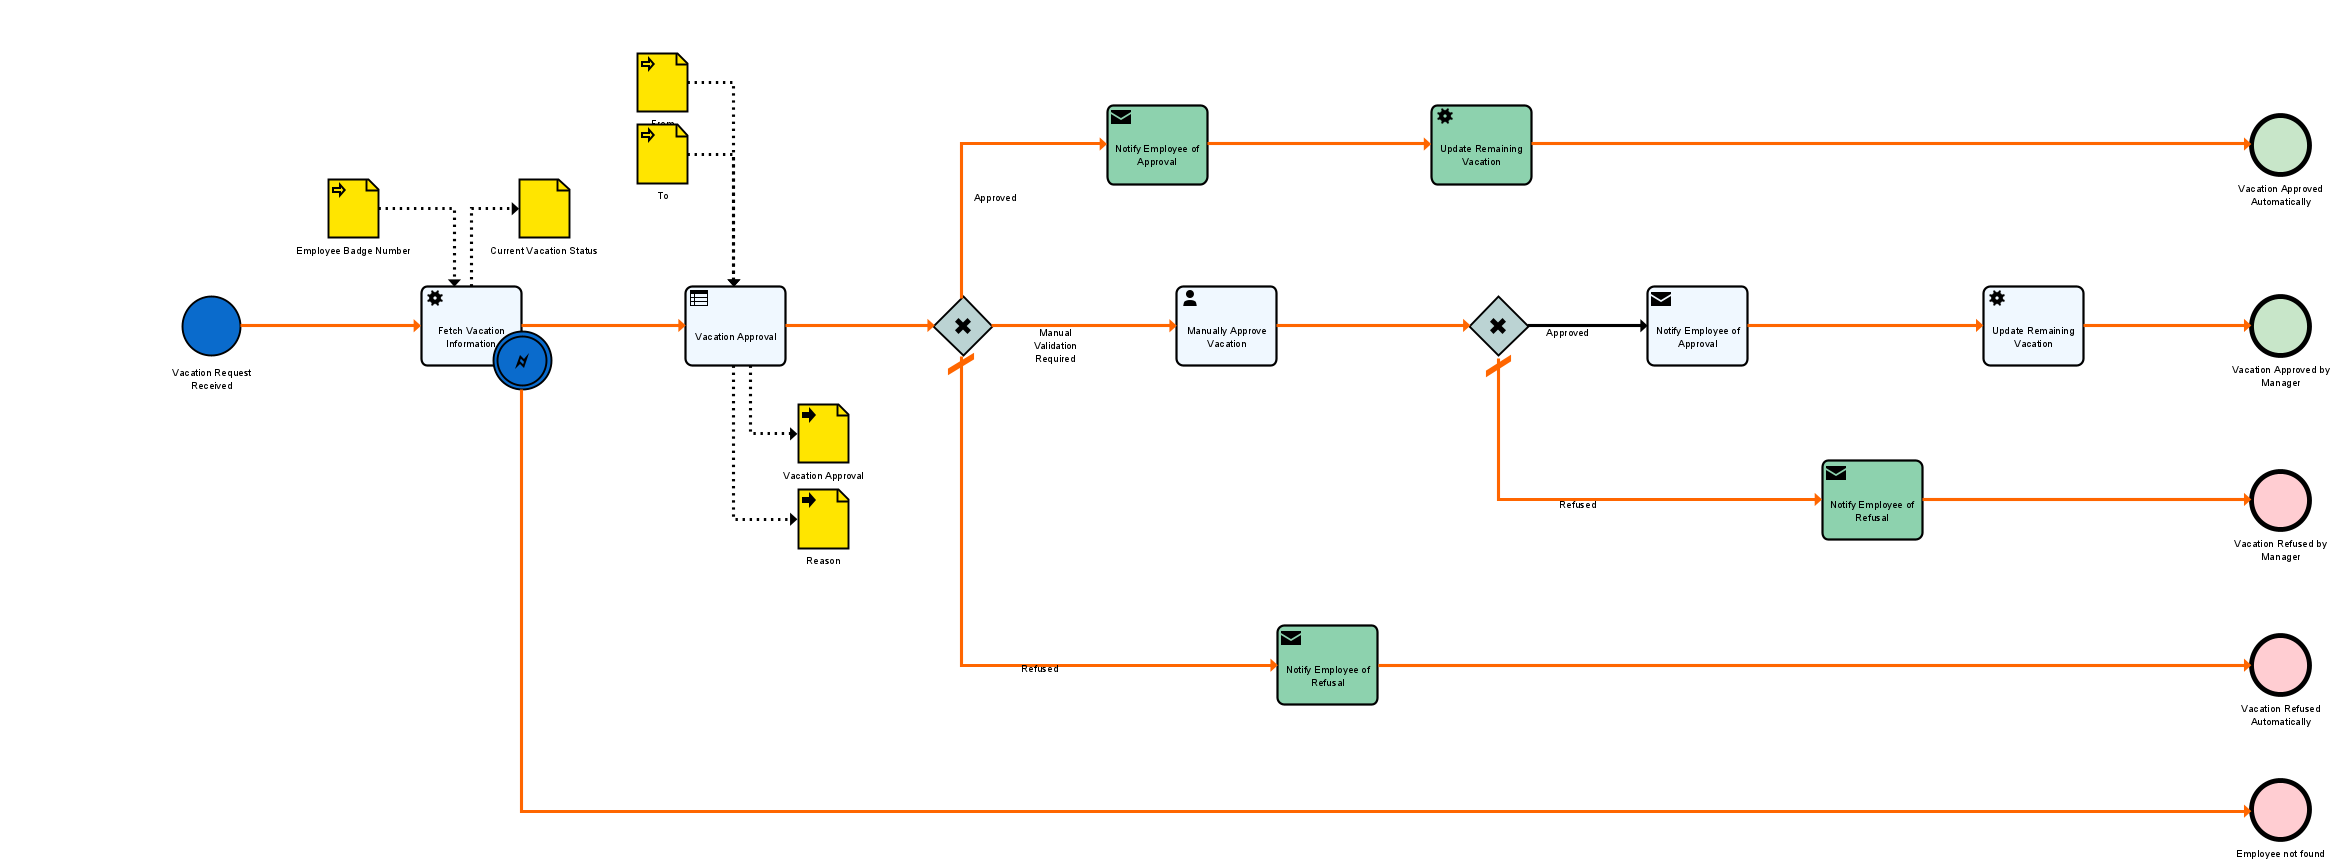 From
To
Employee Badge Number
Current Vacation Status
Notify Employee of
Approval
Update Remaining
Vacation
Vacation Approved
Automatically
Approved
Vacation Request
Received
Fetch Vacation
Information
Vacation Approval
Manual
Validation
Required
Manually Approve
Vacation
Approved
Notify Employee of
Approval
Update Remaining
Vacation
Vacation Approved by
Manager
Vacation Approval
Reason
Refused
Notify Employee of
Refusal
Vacation Refused by
Manager
Refused
Notify Employee of
Refusal
Vacation Refused
Automatically
Employee not found